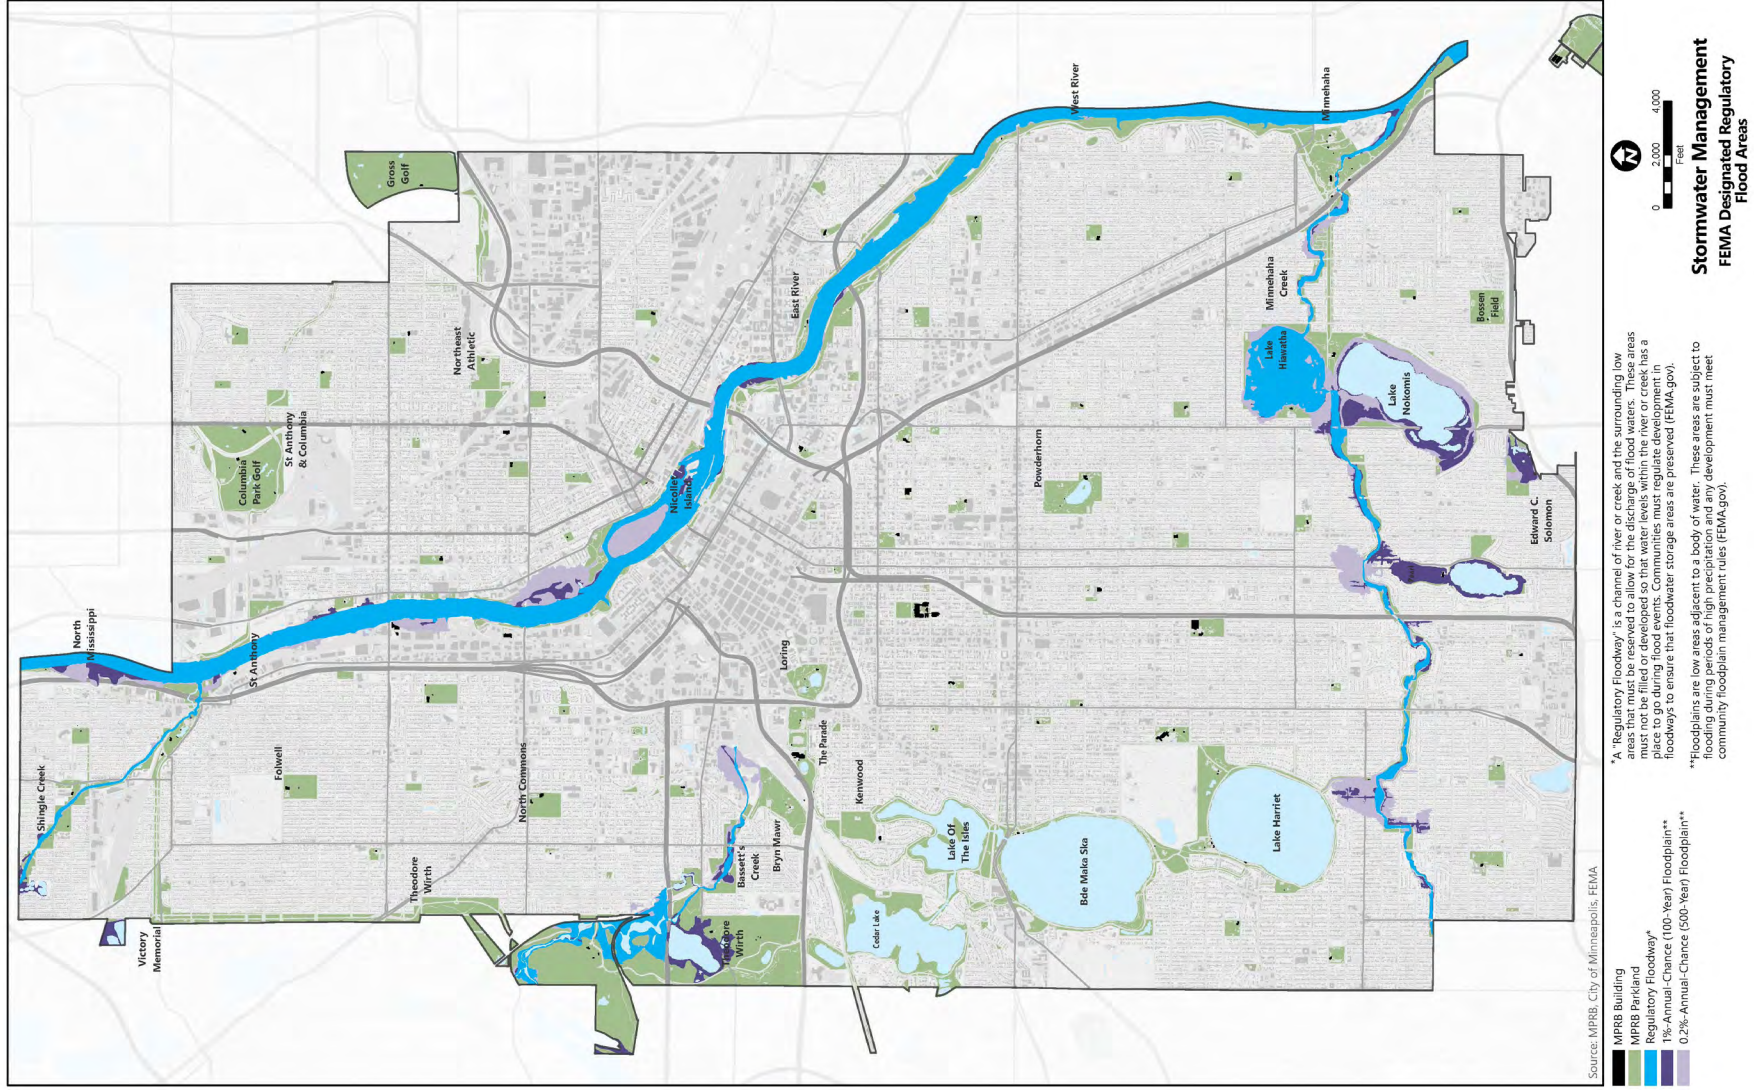 Stormwater Management
FEMA Designated Regulatory
Flood Areas
0
2,000
4,000
Feet
N
*A "Regulatory Floodway" is a channel of river or creek and the surrounding low
areas that must be reserved to allow for the discharge of flood waters. These areas
must not be filled or developed so that water levels within the river or creek has a
place to go during flood events. Communities must regulate development in
floodways to ensure that floodwater storage areas are preserved (FEMA.gov).
**Floodplains are low areas adjacent to a body of water. These areas are subject to
flooding during periods of high precipitation and any development must meet
community floodplain management rules (FEMA.gov).
MPRB Building
MPRB Parkland
Regulatory Floodway*
1%-Annual-Chance (100-Year) Floodplain**
0.2%-Annual-Chance (500-Year) Floodplain**
Source: MPRB, City of Minneapolis, FEMA
Shingle Creek
North
Mississippi
Victory
Memorial
St Anthony
Columbia
Park Golf
St Anthony
& Columbia
Folwell
Gross
Golf
Theodore
Wirth
Northeast
Athletic
North Commons
Nicollet
Island
Theodore
Wirth
Bassett's
Creek
Bryn Mawr
Loring
East River
The Parade
Kenwood
Cedar Lake
Lake Of
The Isles
Powderhorn
West River
Bde Maka Ska
Lake Harriet
Lake
Hiawatha
Minnehaha
Creek
Minnehaha
Lake
Nokomis
Bossen
Field
Edward C.
Solomon